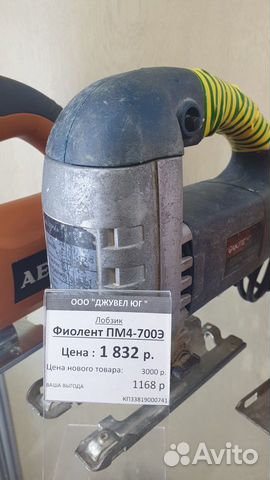 AE
ООО "ДЖУВЕЛ ЮГ "
Лобзик
Фиолент ПМ4-700Э
Цена : 1 832 р.
Цена нового товара: 3000 р.
ВАША ВЫГОДА 1168 р
КП33819000741
Avito